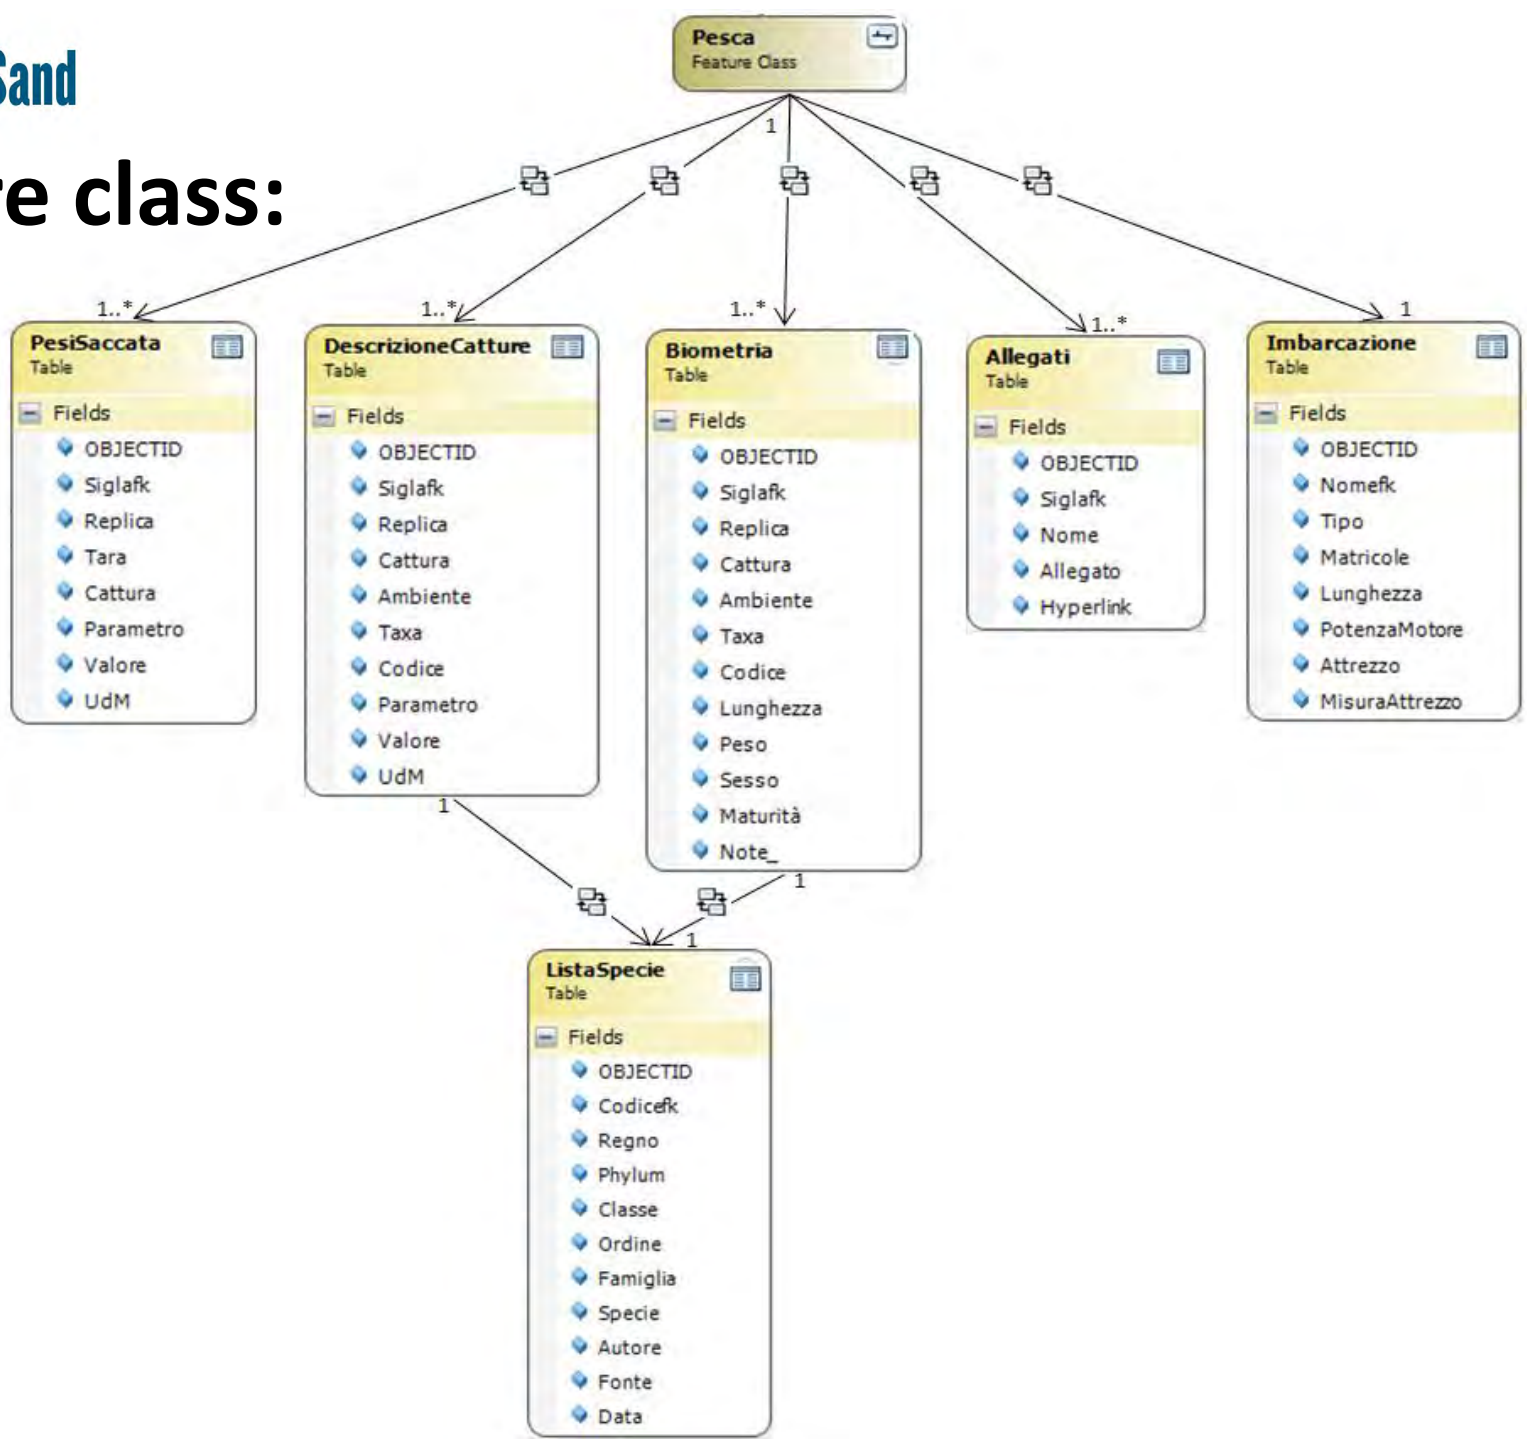 Sand
re class:
Pesca
Feature Class
1
1..*
1..*
1..*
1..*
1
PesiSaccata
Table
Fields
OBJECTID
Siglafk
Replica
Tara
Cattura
Parametro
Valore
UdM
DescrizioneCatture
Table
Fields
OBJECTID
Siglafk
Replica
Cattura
Ambiente
Taxa
Codice
Parametro
Valore
UdM
1
Biometria
Table
Fields
OBJECTID
Siglafk
Replica
Cattura
Ambiente
Taxa
Codice
Lunghezza
Peso
Sesso
Maturità
Note_
1
Allegati
Table
Fields
OBJECTID
Siglafk
Nome
Allegato
Hyperlink
Imbarcazione
Table
Fields
OBJECTID
Nomefk
Tipo
Matricole
Lunghezza
PotenzaMotore
Attrezzo
MisuraAttrezzo
1
ListaSpecie
Table
Fields
OBJECTID
Codicefk
Regno
Phylum
Classe
Ordine
Famiglia
Specie
Autore
Fonte
Data